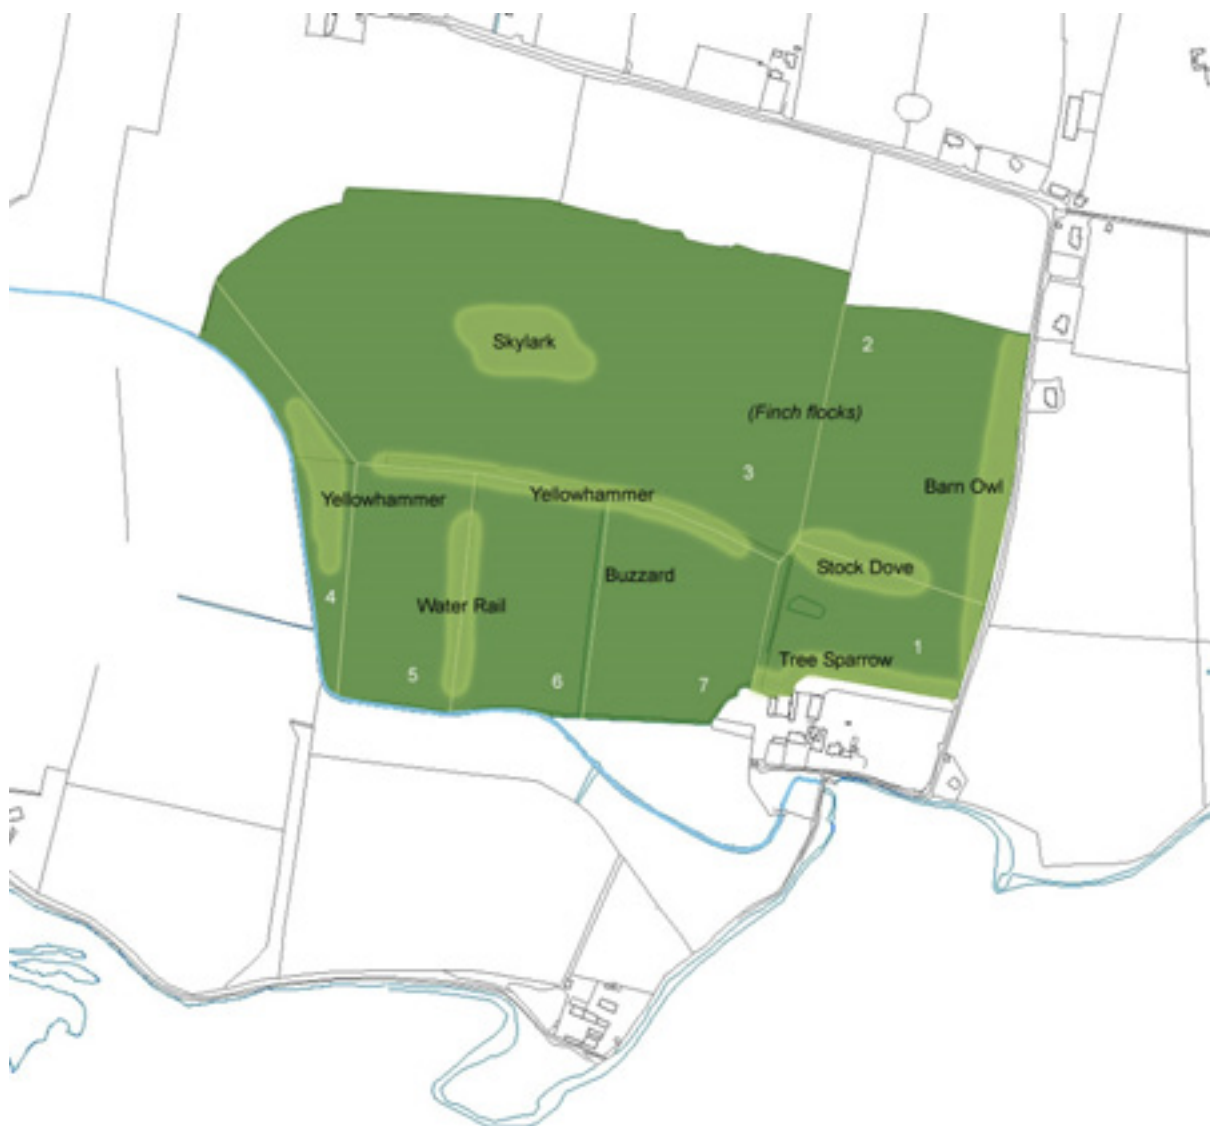 Skylark
2
(Finch flocks)
3
Barn Owl
Yellowhammer
Yellowhammer
Stock Dove
Buzzard
4
Water Rail
1
Tree Sparrow
5
6
7